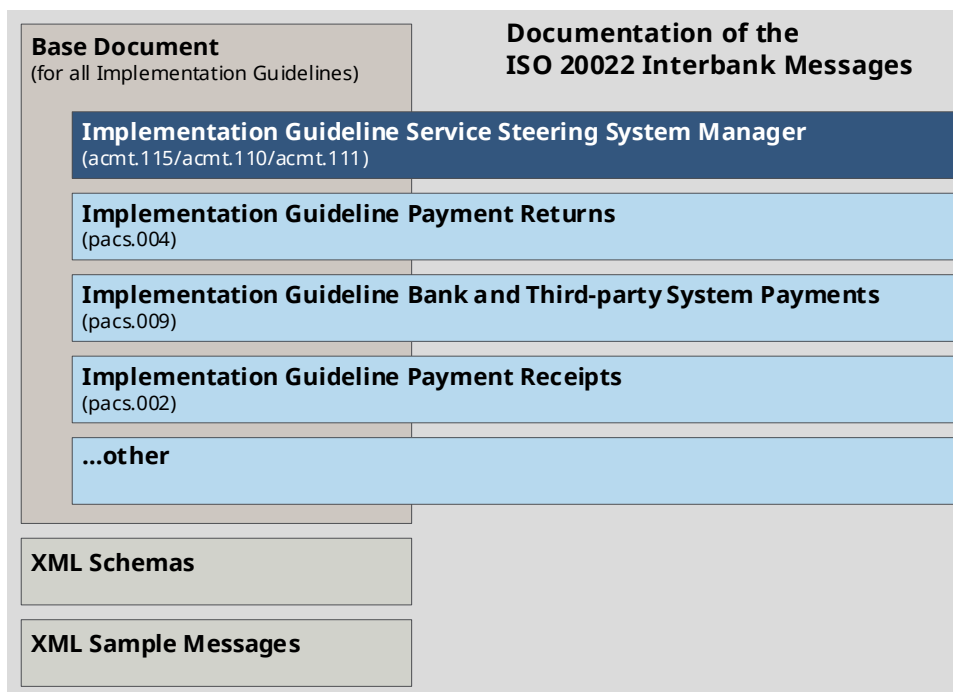 Base Document
(for all Implementation Guidelines)
Documentation of the
ISO 20022 Interbank Messages
Implementation Guideline Service Steering System Manager
(acmt.115/acmt.110/acmt.111)
Implementation Guideline Payment Returns
(pacs.004)
Implementation Guideline Bank and Third-party System Payments
(pacs.009)
Implementation Guideline Payment Receipts
(pacs.002)
...other
XML Schemas
XML Sample Messages